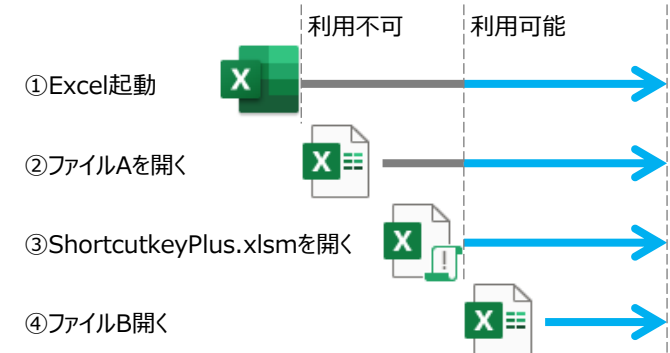 利用不可
利用可能
①Excel起動
②ファイルAを開く
③ShortcutkeyPlus.xlsmを開く
④ファイルB開く